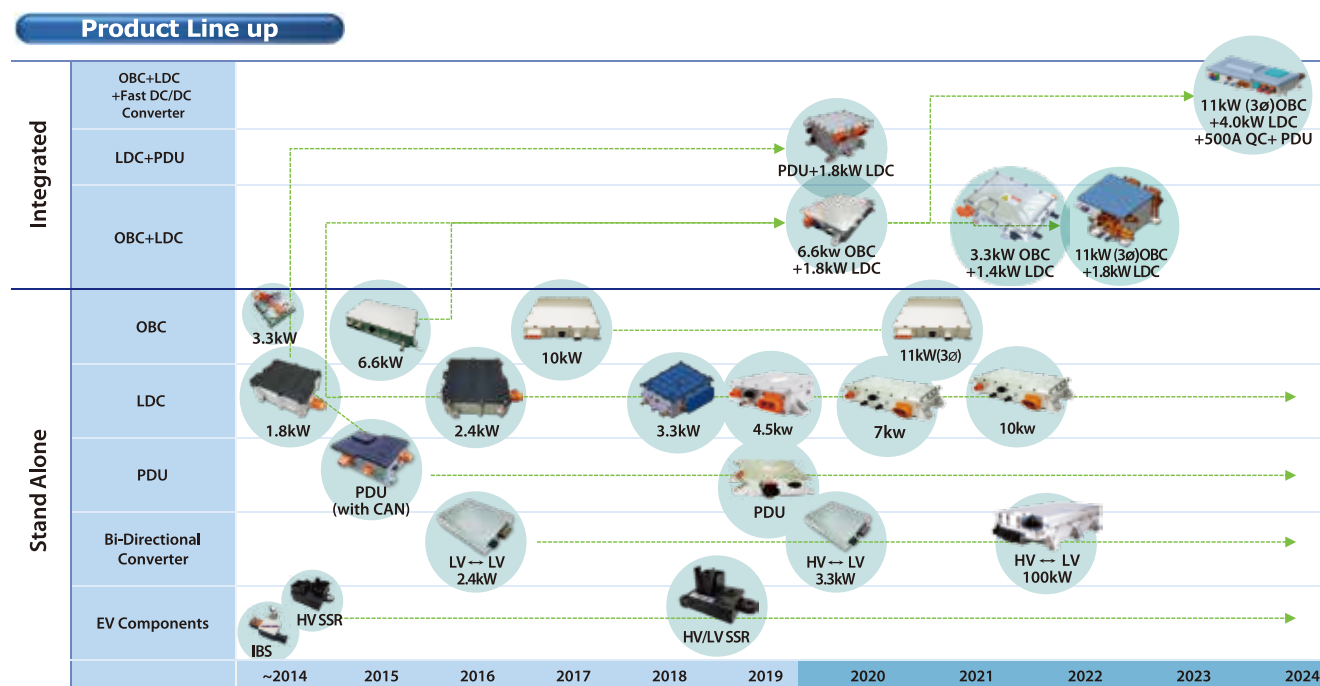 Product Line up
Integrated
OBC+LDC
+Fast DC/DC
Converter
11kW (3ø)OBC
+4.0kW LDC
+500A QC+ PDU
LDC+PDU
PDU+1.8kW LDC
OBC+LDC
6.6kw OBC
+1.8kW LDC
3.3kW OBC
+1.4kW LDC
11kW (3ø)OBC
+1.8kW LDC
Stand Alone
OBC
3.3kW
6.6kW
10kW
11kW(3ø)
LDC
1.8kW
2.4kW
3.3kW
4.5kw
7kw
10kw
PDU
PDU
(with CAN)
PDU
Bi-Directional
Converter
LV ↔ LV
2.4kW
HV ↔ LV
3.3kW
HV ↔ LV
100kW
EV Components
IBS
HV SSR
HV/LV SSR
~2014
2015
2016
2017
2018
2019
2020
2021
2022
2023
2024